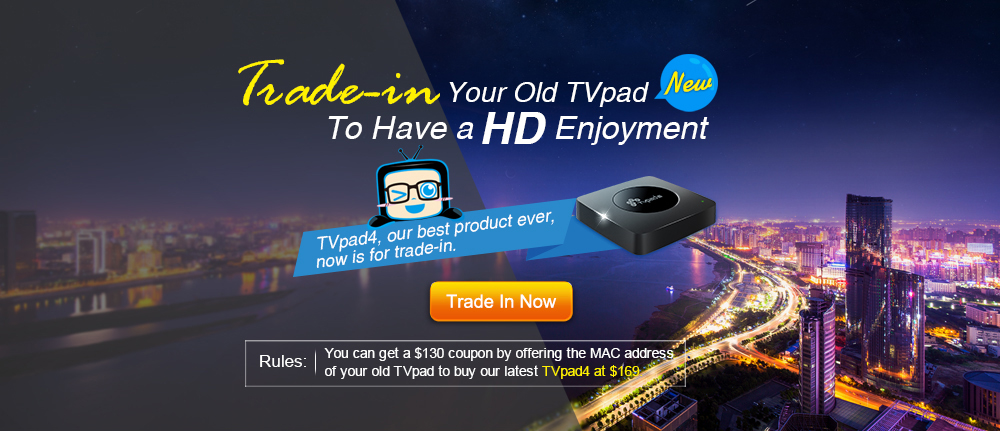 Trade-in Your Old TVpad New
To Have a HD Enjoyment
TVpad4, our best product ever,
now is for trade-in.
Trade In Now
Rules: You can get a $130 coupon by offering the MAC address
of your old TVpad to buy our latest TVpad4 at $169